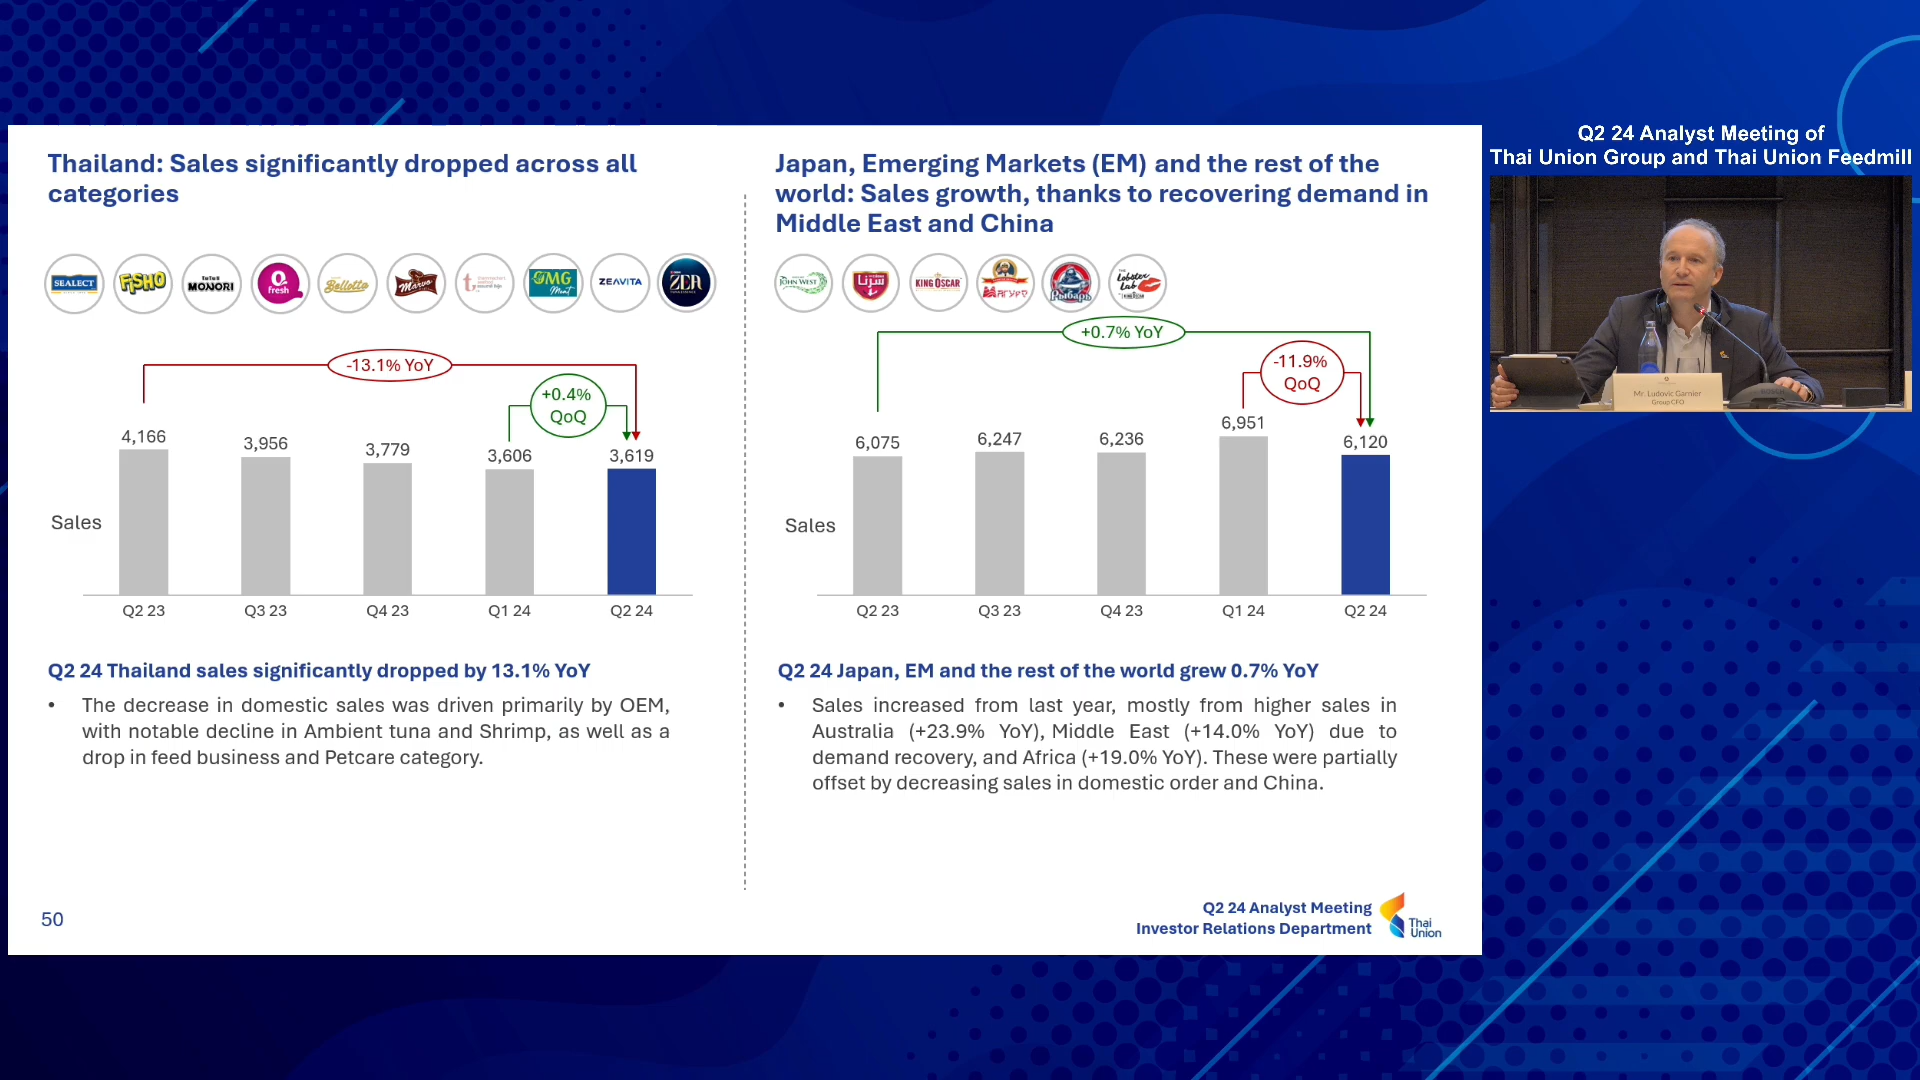 Q2 24 Analyst Meeting of
Thai Union Group and Thai Union Feedmill
Thailand: Sales significantly dropped across all
categories
SEALECT
FiSHO
MONORI
Q fresh
Bellotta
Marvo
OMG Meat
ZEAVITA
ZEA
-13.1% YoY
+0.4%
QoQ
4,166
3,956
3,779
3,606
3,619
Sales
Q2 23
Q3 23
Q4 23
Q1 24
Q2 24
Q2 24 Thailand sales significantly dropped by 13.1% YoY
• The decrease in domestic sales was driven primarily by OEM,
with notable decline in Ambient tuna and Shrimp, as well as a
drop in feed business and Petcare category.
Japan, Emerging Markets (EM) and the rest of the
world: Sales growth, thanks to recovering demand in
Middle East and China
JOHN WEST
KING OSCAR
THE Lobster Lab
+0.7% YoY
-11.9%
QoQ
6,075
6,247
6,236
6,951
6,120
Sales
Q2 23
Q3 23
Q4 23
Q1 24
Q2 24
Q2 24 Japan, EM and the rest of the world grew 0.7% YoY
• Sales increased from last year, mostly from higher sales in
Australia (+23.9% YoY), Middle East (+14.0% YoY) due to
demand recovery, and Africa (+19.0% YoY). These were partially
offset by decreasing sales in domestic order and China.
50
Q2 24 Analyst Meeting
Investor Relations Department
Thai
Union
Mr. Ludovic Garnier
Group CFO